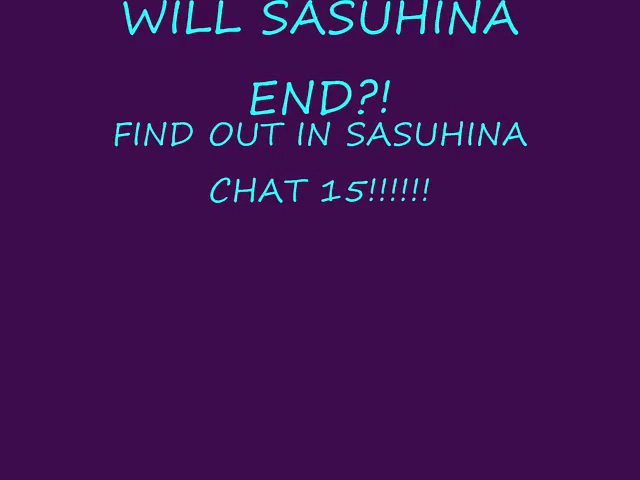 WILL SASUHINA
END?!
FIND OUT IN SASUHINA
CHAT 15!!!!!!